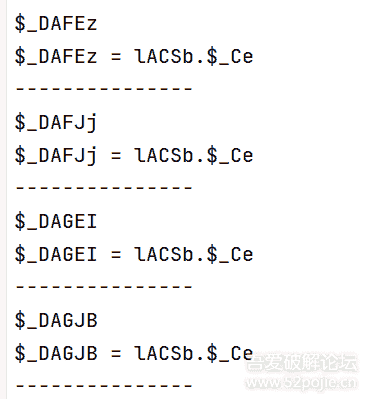 $_DAFEz
$_DAFEz = lACSb.$_Ce
---------------
$_DAFJj
$_DAFJj = lACSb.$_Ce
---------------
$_DAGEI
$_DAGEI = lACSb.$_Ce
---------------
$_DAGJB
$_DAGJB = lACSb.$_Ce
---------------
吾爱破解论坛
www.52pojie.cn